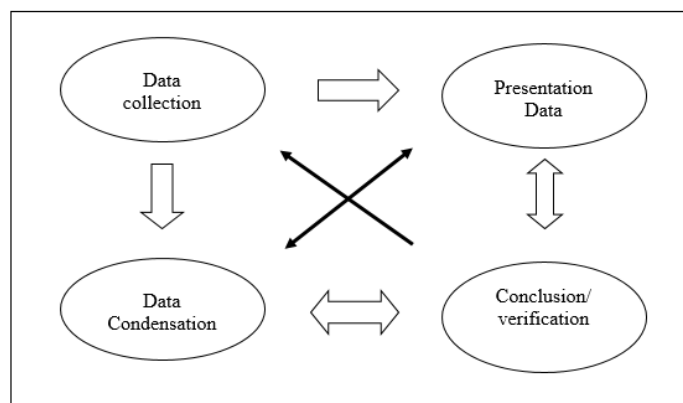 Data
collection
Presentation
Data
Data
Condensation
Conclusion/
verification